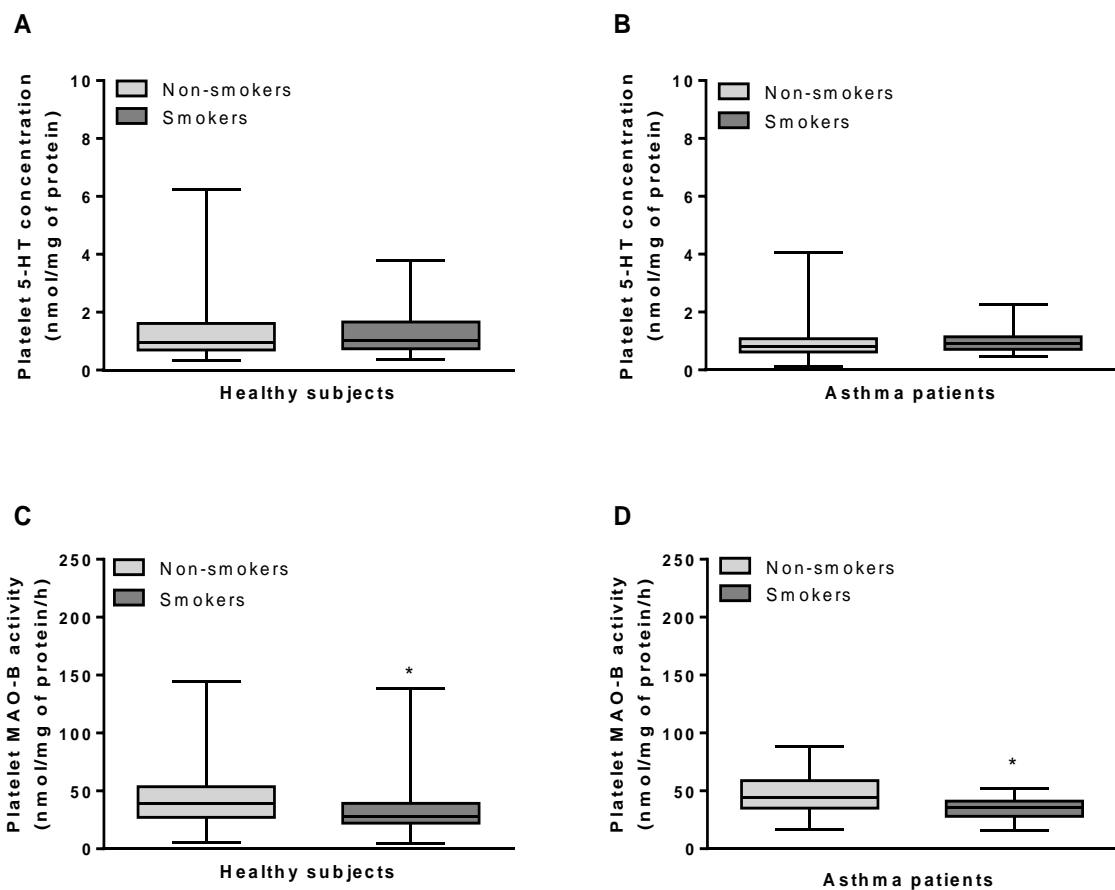 A
Platelet 5-HT concentration
(nmol/mg of protein)
10
8
6
4
2
0
Non-smokers
Smokers
Healthy subjects
B
Platelet 5-HT concentration
(nmol/mg of protein)
10
8
6
4
2
0
Non-smokers
Smokers
Asthma patients
C
Platelet MAO-B activity
(nmol/mg of protein/h)
250
200
150
100
50
0
Non-smokers
Smokers
*
Healthy subjects
D
Platelet MAO-B activity
(nmol/mg of protein/h)
250
200
150
100
50
0
Non-smokers
Smokers
*
Asthma patients